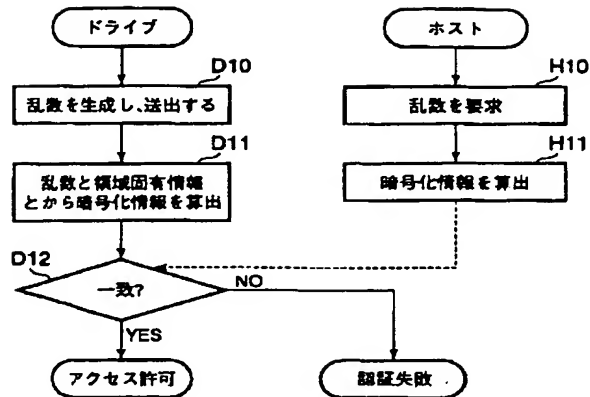 ドライブ
ホスト
D10
乱数を生成し、送出する
H10
乱数を要求
D11
乱数と領域固有情報
とから暗号化情報を算出
H11
暗号化情報を算出
D12
一致?
NO
YES
アクセス許可
認証失敗